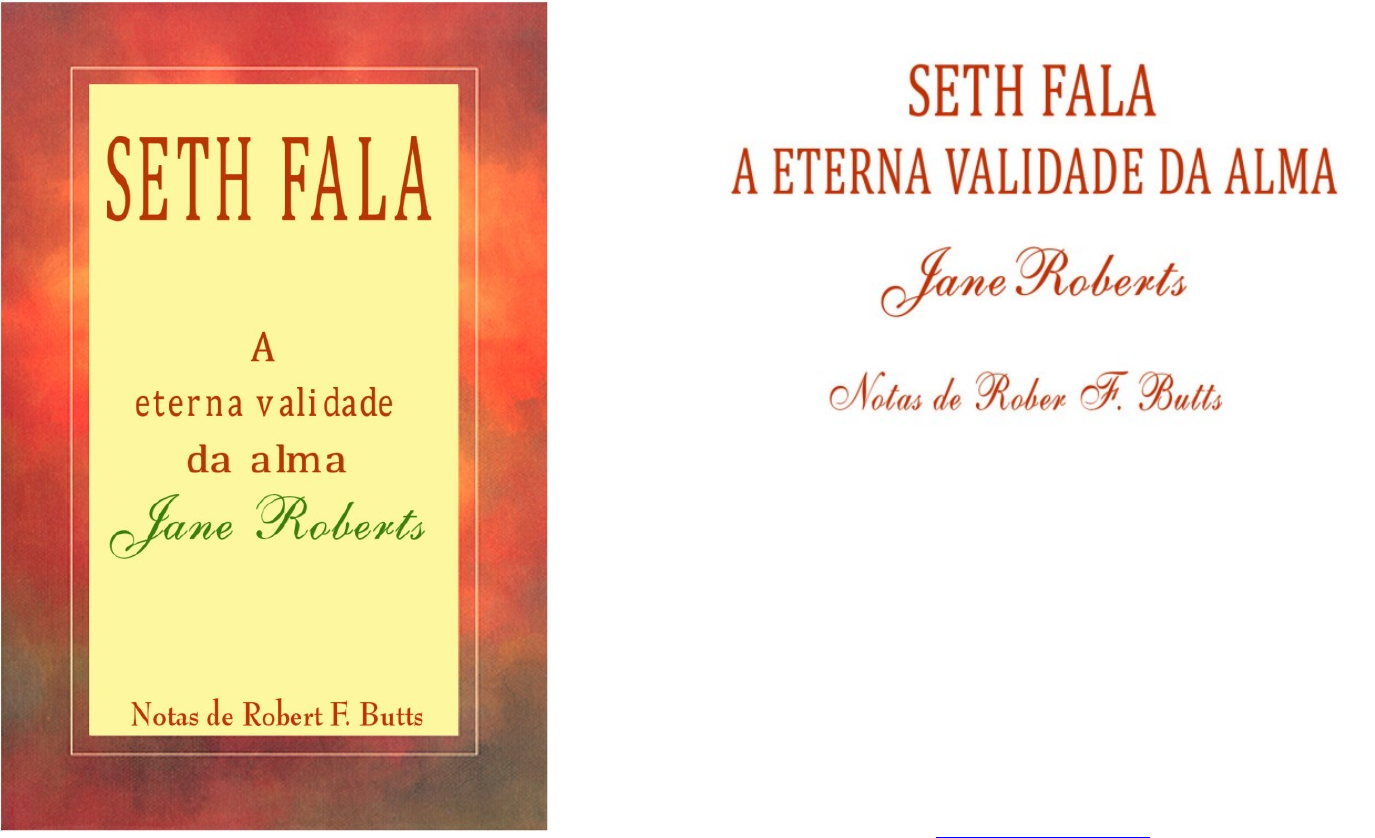 SETH FALA
A
eterna validade
da alma
Jane Roberts
Notas de Robert F. Butts
SETH FALA
A ETERNA VALIDADE DA ALMA
Jane Roberts
Notas de Rober F. Butts